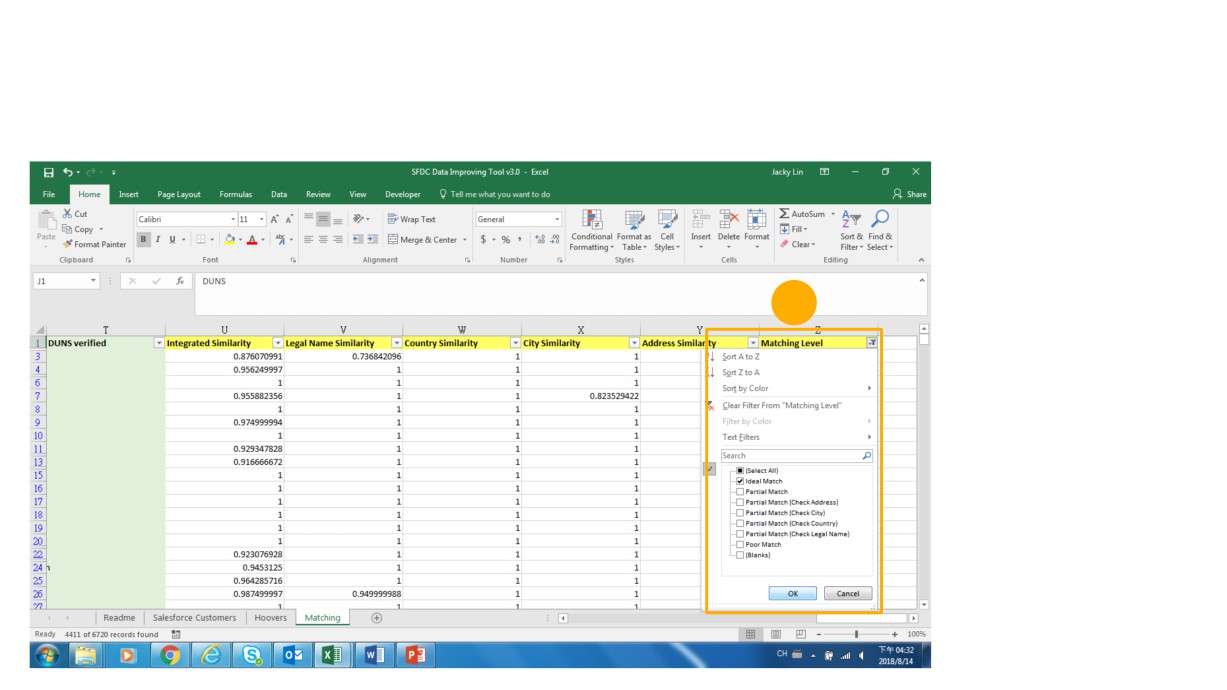 SFDC Data Improving Tool v3.0 - Excel
Jacky Lin
File Home Insert Page Layout Formulas Data Review View Developer Tell me what you want to do Share
Cut
Copy
Format Painter
Paste
Calibri 11
B I U
Wrap Text
Merge & Center
General
$ % ,
Conditional Formatting
Format as Table
Cell Styles
Insert Delete Format
AutoSum
Fill
Clear
Sort & Filter
Find & Select
Clipboard Font Alignment Number Styles Cells Editing
J1 fx DUNS
T U V W X Y Z
1 DUNS verified Integrated Similarity Legal Name Similarity Country Similarity City Similarity Address Similarity Matching Level
3 0.876070991 0.736842096 1 1
4 0.956249997 1 1 1
6 1 1 1 1
7 0.955882356 1 1 0.823529422
8 1 1 1 1
9 0.974999994 1 1 1
10 1 1 1 1
11 0.929347828 1 1 1
13 0.916666672 1 1 1
15 1 1 1 1
16 1 1 1 1
17 1 1 1 1
18 1 1 1 1
19 1 1 1 1
20 1 1 1 1
22 0.923076928 1 1 1
24 0.9453125 1 1 1
25 0.964285716 1 1 1
26 0.987499997 0.949999988 1 1
27 1 1 1 1
Sort A to Z
Sort Z to A
Sort by Color
Clear Filter From "Matching Level"
Filter by Color
Text Filters
Search
(Select All)
Ideal Match
Partial Match
Partial Match (Check Address)
Partial Match (Check City)
Partial Match (Check Country)
Partial Match (Check Legal Name)
Poor Match
(Blanks)
OK Cancel
Readme Salesforce Customers Hoovers Matching
Ready 4411 of 6720 records found 100%
CH 下午 04:32
2018/8/14